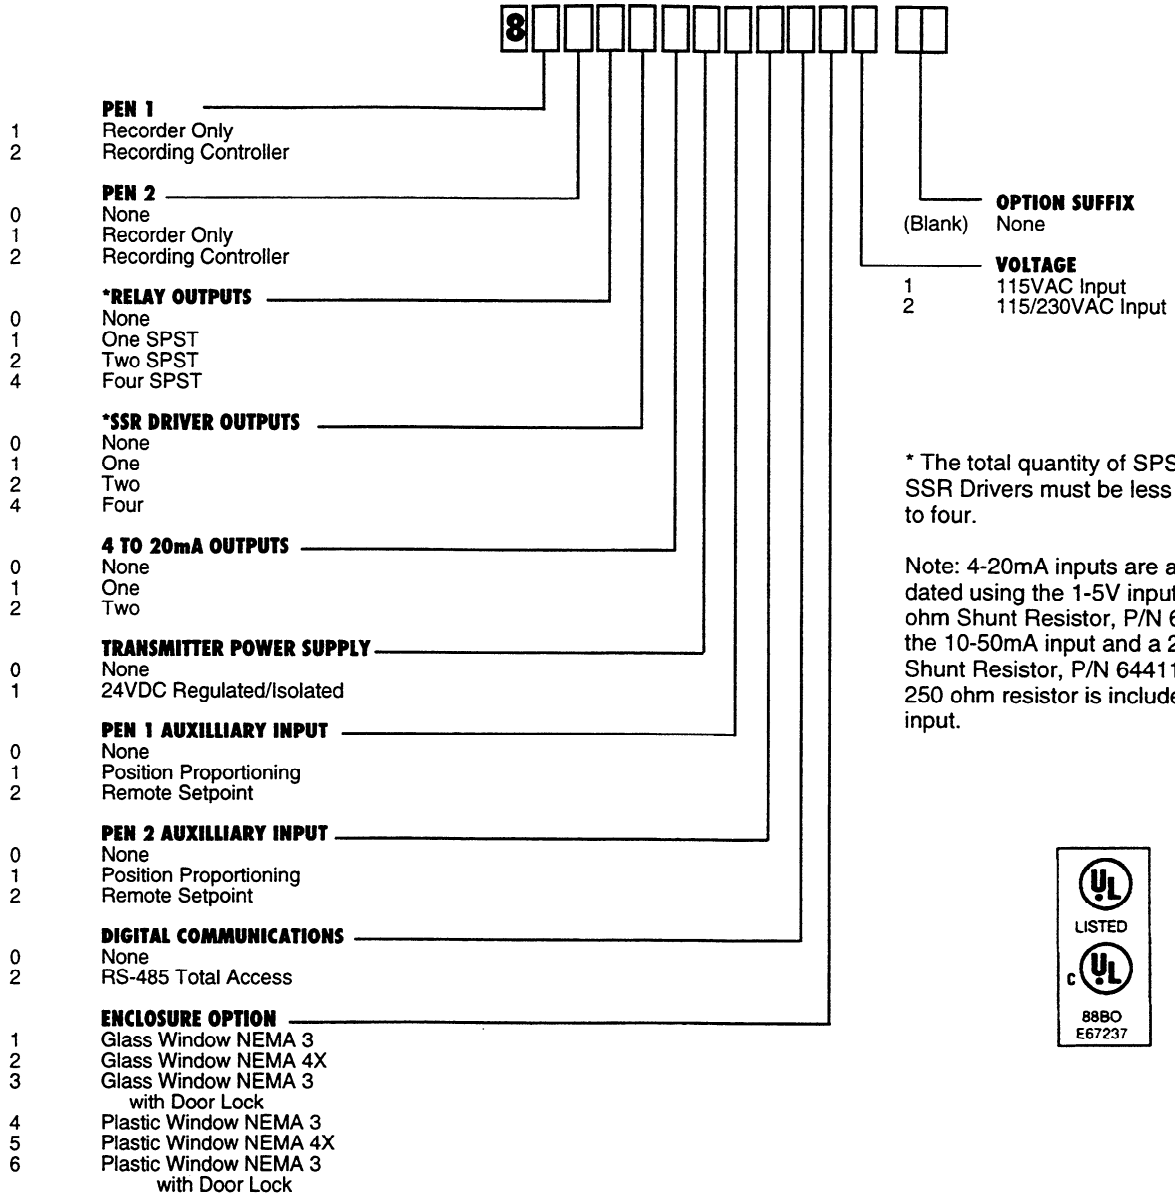 8
PEN 1
1 Recorder Only
2 Recording Controller
PEN 2
0 None
1 Recorder Only
2 Recording Controller
*RELAY OUTPUTS
0 None
1 One SPST
2 Two SPST
4 Four SPST
*SSR DRIVER OUTPUTS
0 None
1 One
2 Two
4 Four
4 TO 20mA OUTPUTS
0 None
1 One
2 Two
TRANSMITTER POWER SUPPLY
0 None
1 24VDC Regulated/Isolated
PEN 1 AUXILLIARY INPUT
0 None
1 Position Proportioning
2 Remote Setpoint
PEN 2 AUXILLIARY INPUT
0 None
1 Position Proportioning
2 Remote Setpoint
DIGITAL COMMUNICATIONS
0 None
2 RS-485 Total Access
ENCLOSURE OPTION
1 Glass Window NEMA 3
2 Glass Window NEMA 4X
3 Glass Window NEMA 3
with Door Lock
4 Plastic Window NEMA 3
5 Plastic Window NEMA 4X
6 Plastic Window NEMA 3
with Door Lock
OPTION SUFFIX
(Blank) None
VOLTAGE
1 115VAC Input
2 115/230VAC Input
* The total quantity of SPS
SSR Drivers must be less
to four.
Note: 4-20mA inputs are a
dated using the 1-5V input
ohm Shunt Resistor, P/N 6
the 10-50mA input and a 2
Shunt Resistor, P/N 64411
250 ohm resistor is include
input.
UL
LISTED
C UL
88BO
E67237